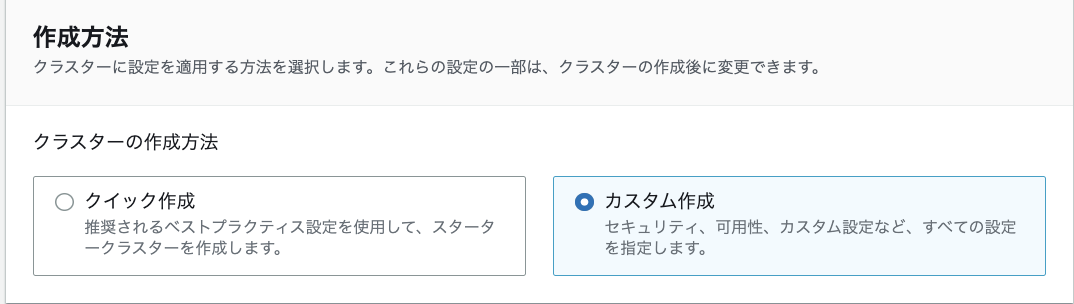 作成方法
クラスターに設定を適用する方法を選択します。これらの設定の一部は、クラスターの作成後に変更できます。
クラスターの作成方法
クイック作成
推奨されるベストプラクティス設定を使用して、スタータ
ークラスターを作成します。
カスタム作成
セキュリティ、可用性、カスタム設定など、すべての設定
を指定します。